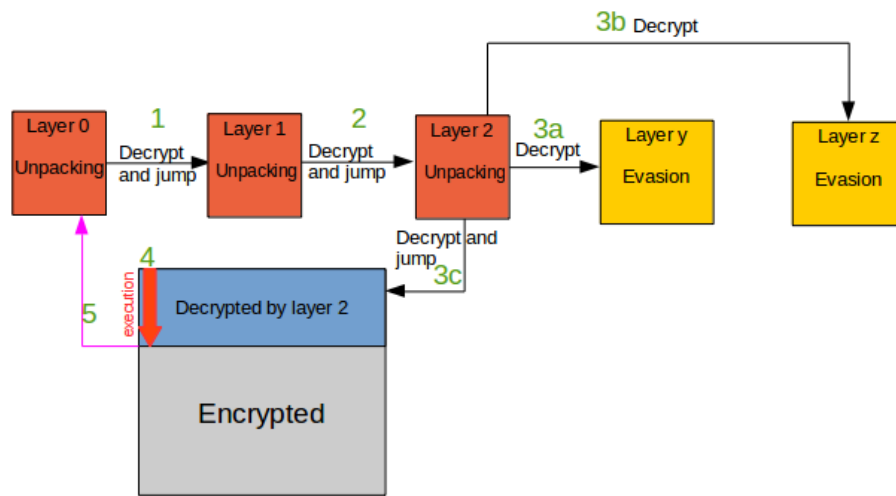 3b Decrypt
Layer 0
Unpacking
1
Decrypt
and jump
Layer 1
Unpacking
2
Decrypt
and jump
Layer 2
Unpacking
3a
Decrypt
Layer y
Evasion
Layer z
Evasion
Decrypt and
jump
3c
4
5
execution
Decrypted by layer 2
Encrypted